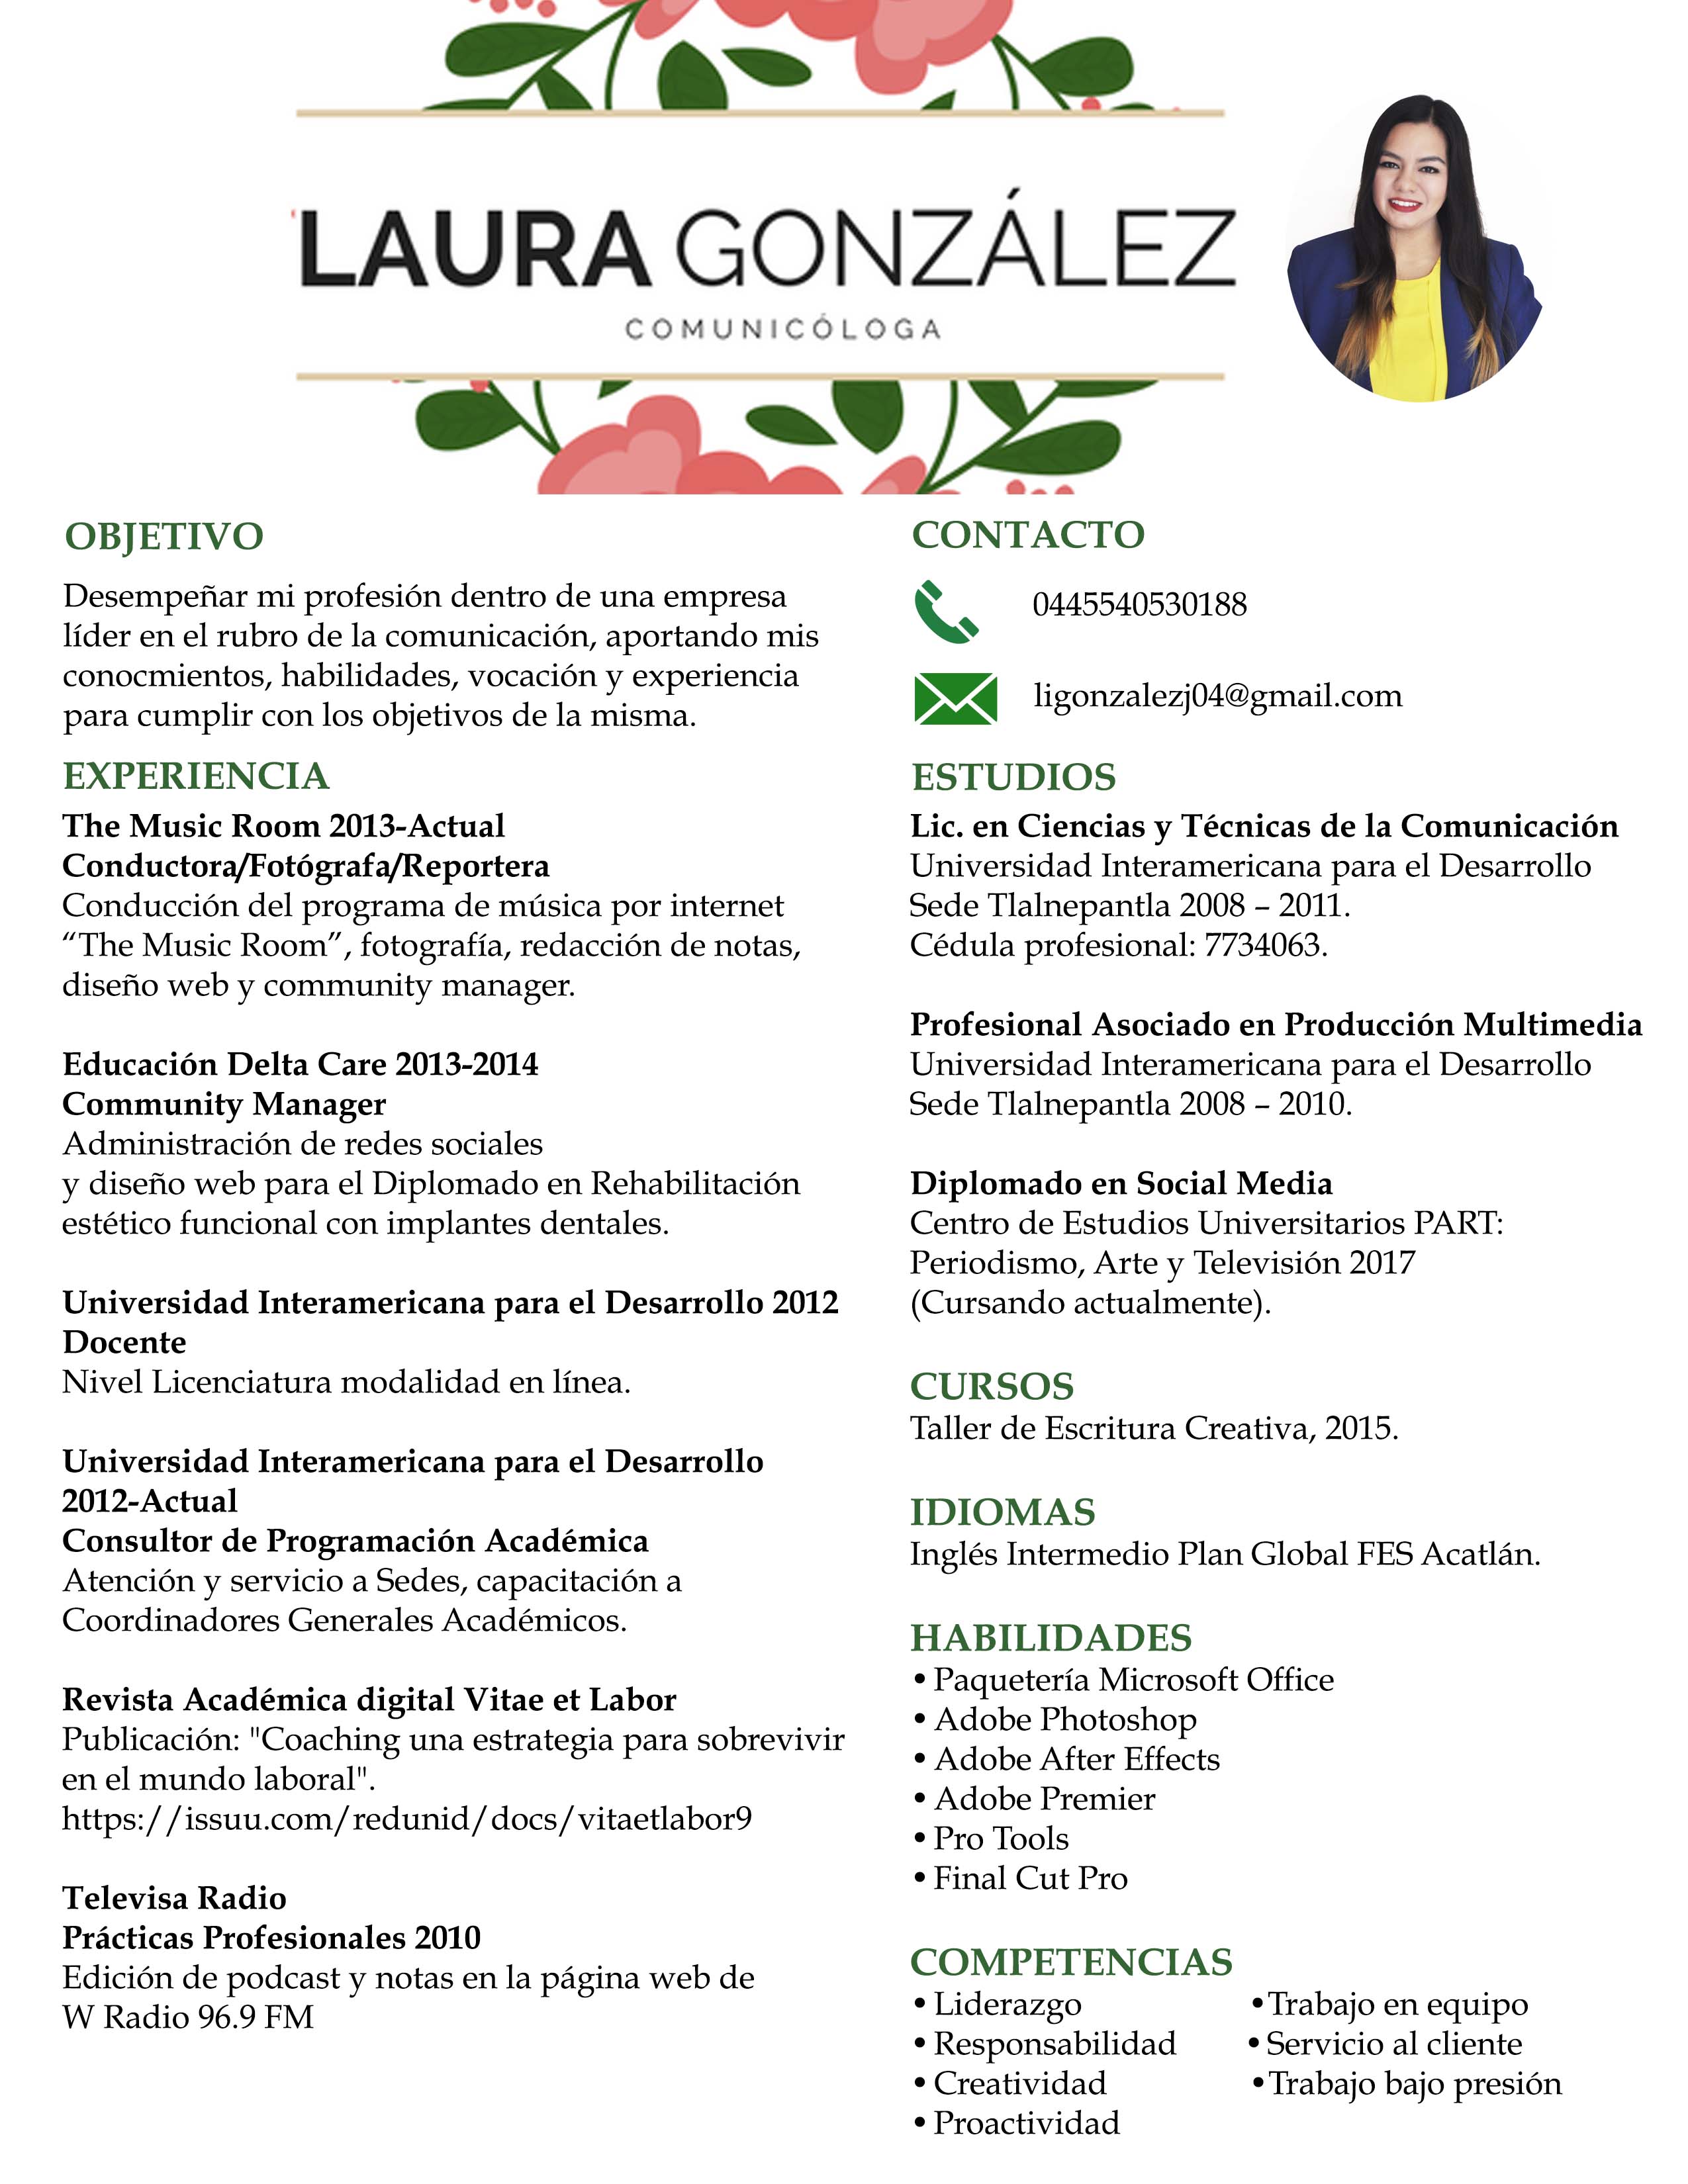 LAURA GONZÁLEZ
COMUNICÓLOGA
OBJETIVO
Desempeñar mi profesión dentro de una empresa
líder en el rubro de la comunicación, aportando mis
conocmientos, habilidades, vocación y experiencia
para cumplir con los objetivos de la misma.
EXPERIENCIA
The Music Room 2013-Actual
Conductora/Fotógrafa/Reportera
Conducción del programa de música por internet
“The Music Room”, fotografía, redacción de notas,
diseño web y community manager.
Educación Delta Care 2013-2014
Community Manager
Administración de redes sociales
y diseño web para el Diplomado en Rehabilitación
estético funcional con implantes dentales.
Universidad Interamericana para el Desarrollo 2012
Docente
Nivel Licenciatura modalidad en línea.
Universidad Interamericana para el Desarrollo
2012-Actual
Consultor de Programación Académica
Atención y servicio a Sedes, capacitación a
Coordinadores Generales Académicos.
Revista Académica digital Vitae et Labor
Publicación: "Coaching una estrategia para sobrevivir
en el mundo laboral".
https://issuu.com/redunid/docs/vitaetlabor9
Televisa Radio
Prácticas Profesionales 2010
Edición de podcast y notas en la página web de
W Radio 96.9 FM
CONTACTO
0445540530188
ligonzalezj04@gmail.com
ESTUDIOS
Lic. en Ciencias y Técnicas de la Comunicación
Universidad Interamericana para el Desarrollo
Sede Tlalnepantla 2008 – 2011.
Cédula profesional: 7734063.
Profesional Asociado en Producción Multimedia
Universidad Interamericana para el Desarrollo
Sede Tlalnepantla 2008 – 2010.
Diplomado en Social Media
Centro de Estudios Universitarios PART:
Periodismo, Arte y Televisión 2017
(Cursando actualmente).
CURSOS
Taller de Escritura Creativa, 2015.
IDIOMAS
Inglés Intermedio Plan Global FES Acatlán.
HABILIDADES
• Paquetería Microsoft Office
• Adobe Photoshop
• Adobe After Effects
• Adobe Premier
• Pro Tools
• Final Cut Pro
COMPETENCIAS
• Liderazgo
• Responsabilidad
• Creatividad
• Proactividad
•Trabajo en equipo
•Servicio al cliente
•Trabajo bajo presión